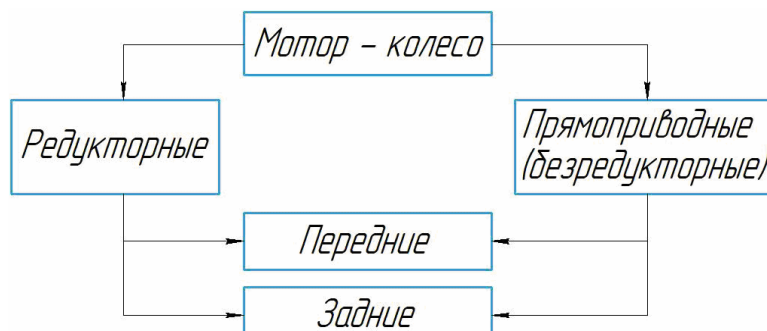 Мотор - колесо
Редукторные
Прямоприводные
(безредукторные)
Передние
Задние